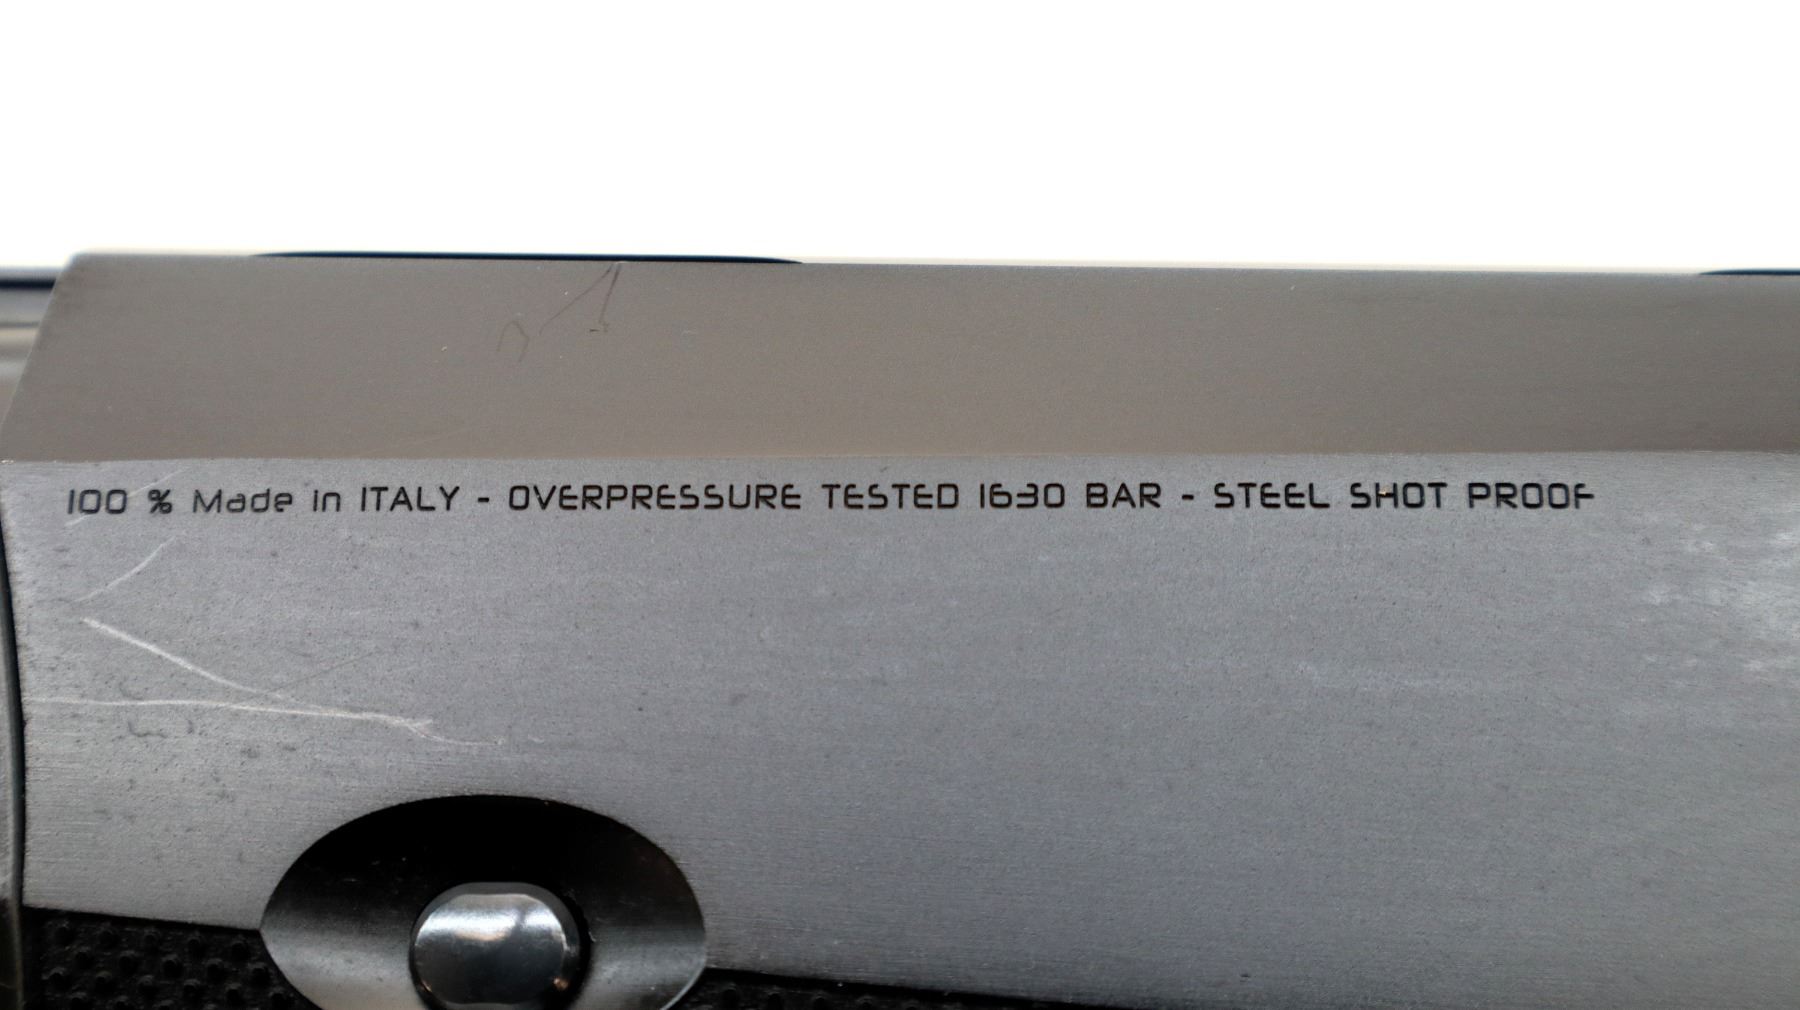 100 % Made in ITALY - OVERPRESSURE TESTED 1630 BAR - STEEL SHOT PROOF